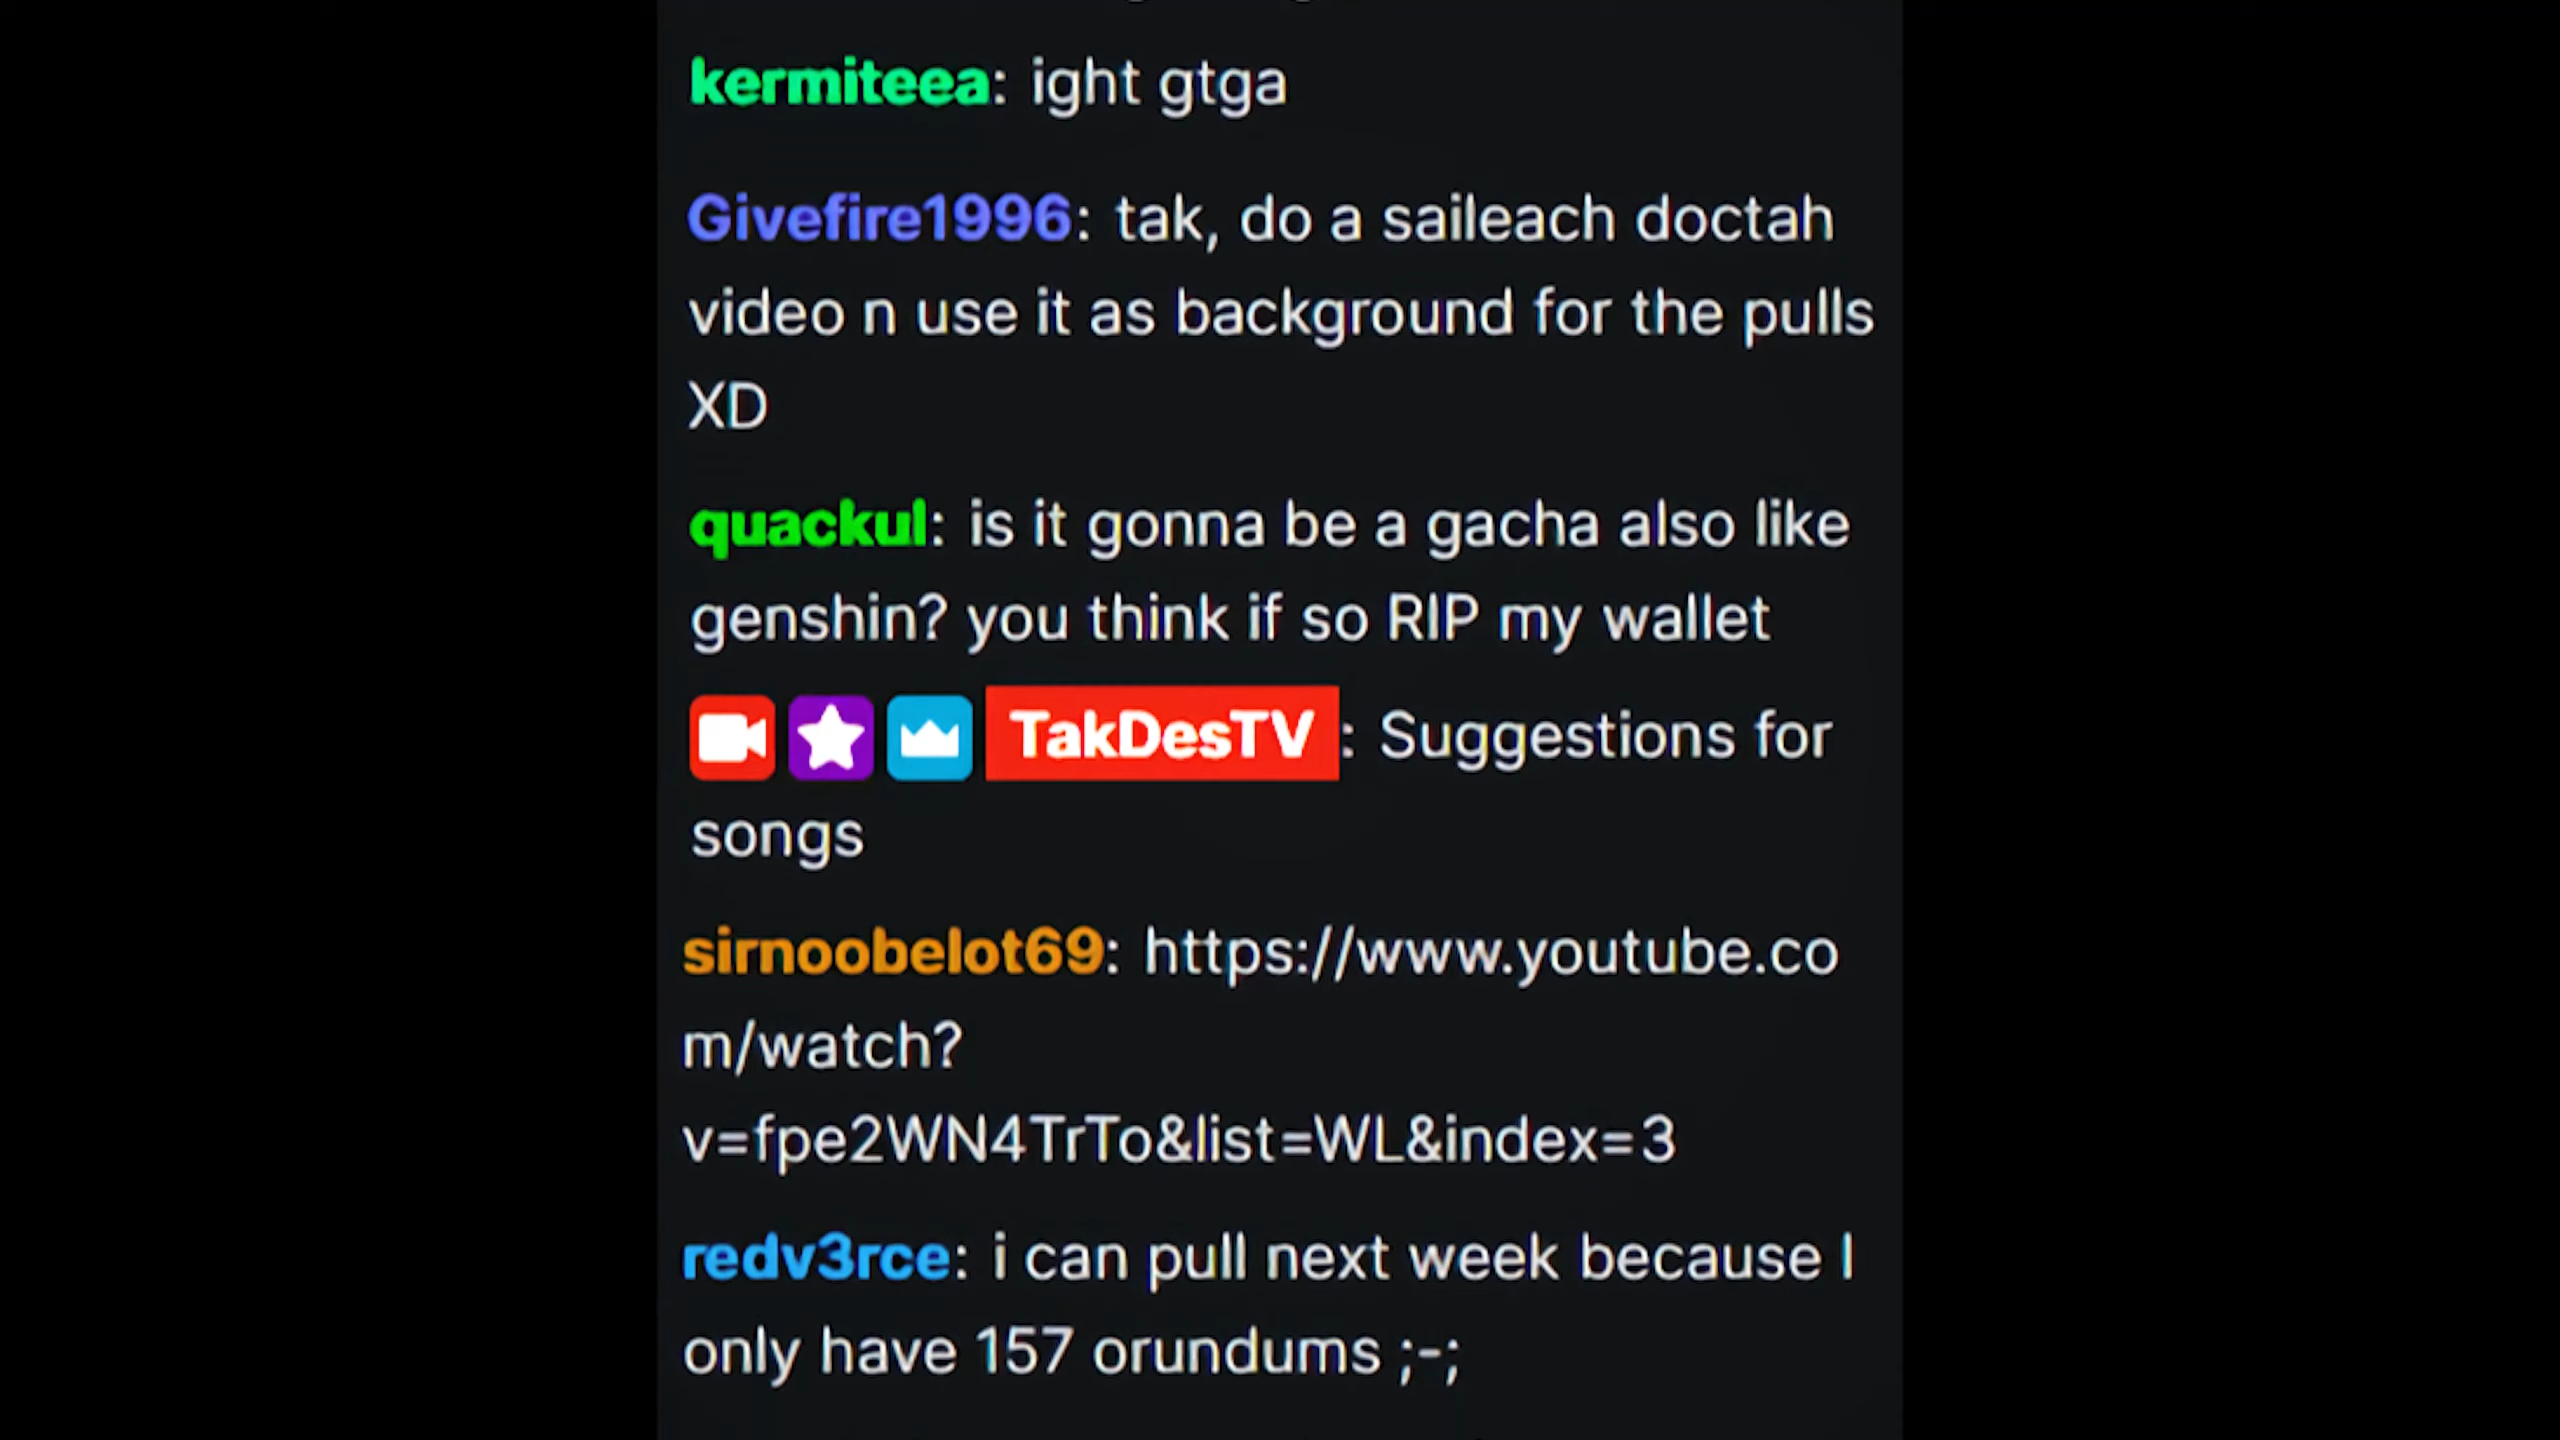 kermiteea: ight gtga
Givefire1996: tak, do a saileach doctah
video n use it as background for the pulls
XD
quackul: is it gonna be a gacha also like
genshin? you think if so RIP my wallet
TakDesTV: Suggestions for
songs
sirnoobelot69: https://www.youtube.co
m/watch?
v=fpe2WN4TrTo&list=WL&index=3
redv3rce: i can pull next week because I
only have 157 orundums ;-;